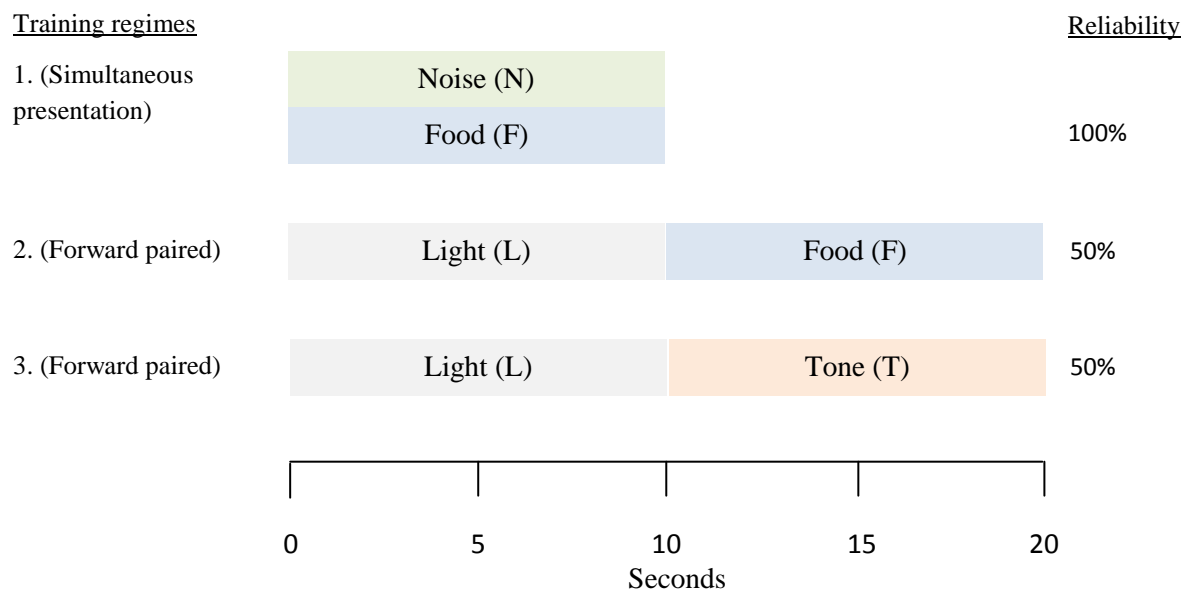 Training regimes Reliability
1. (Simultaneous
presentation)
Noise (N)
Food (F) 100%
2. (Forward paired) Light (L) Food (F) 50%
3. (Forward paired) Light (L) Tone (T) 50%
0 5 10 15 20
Seconds